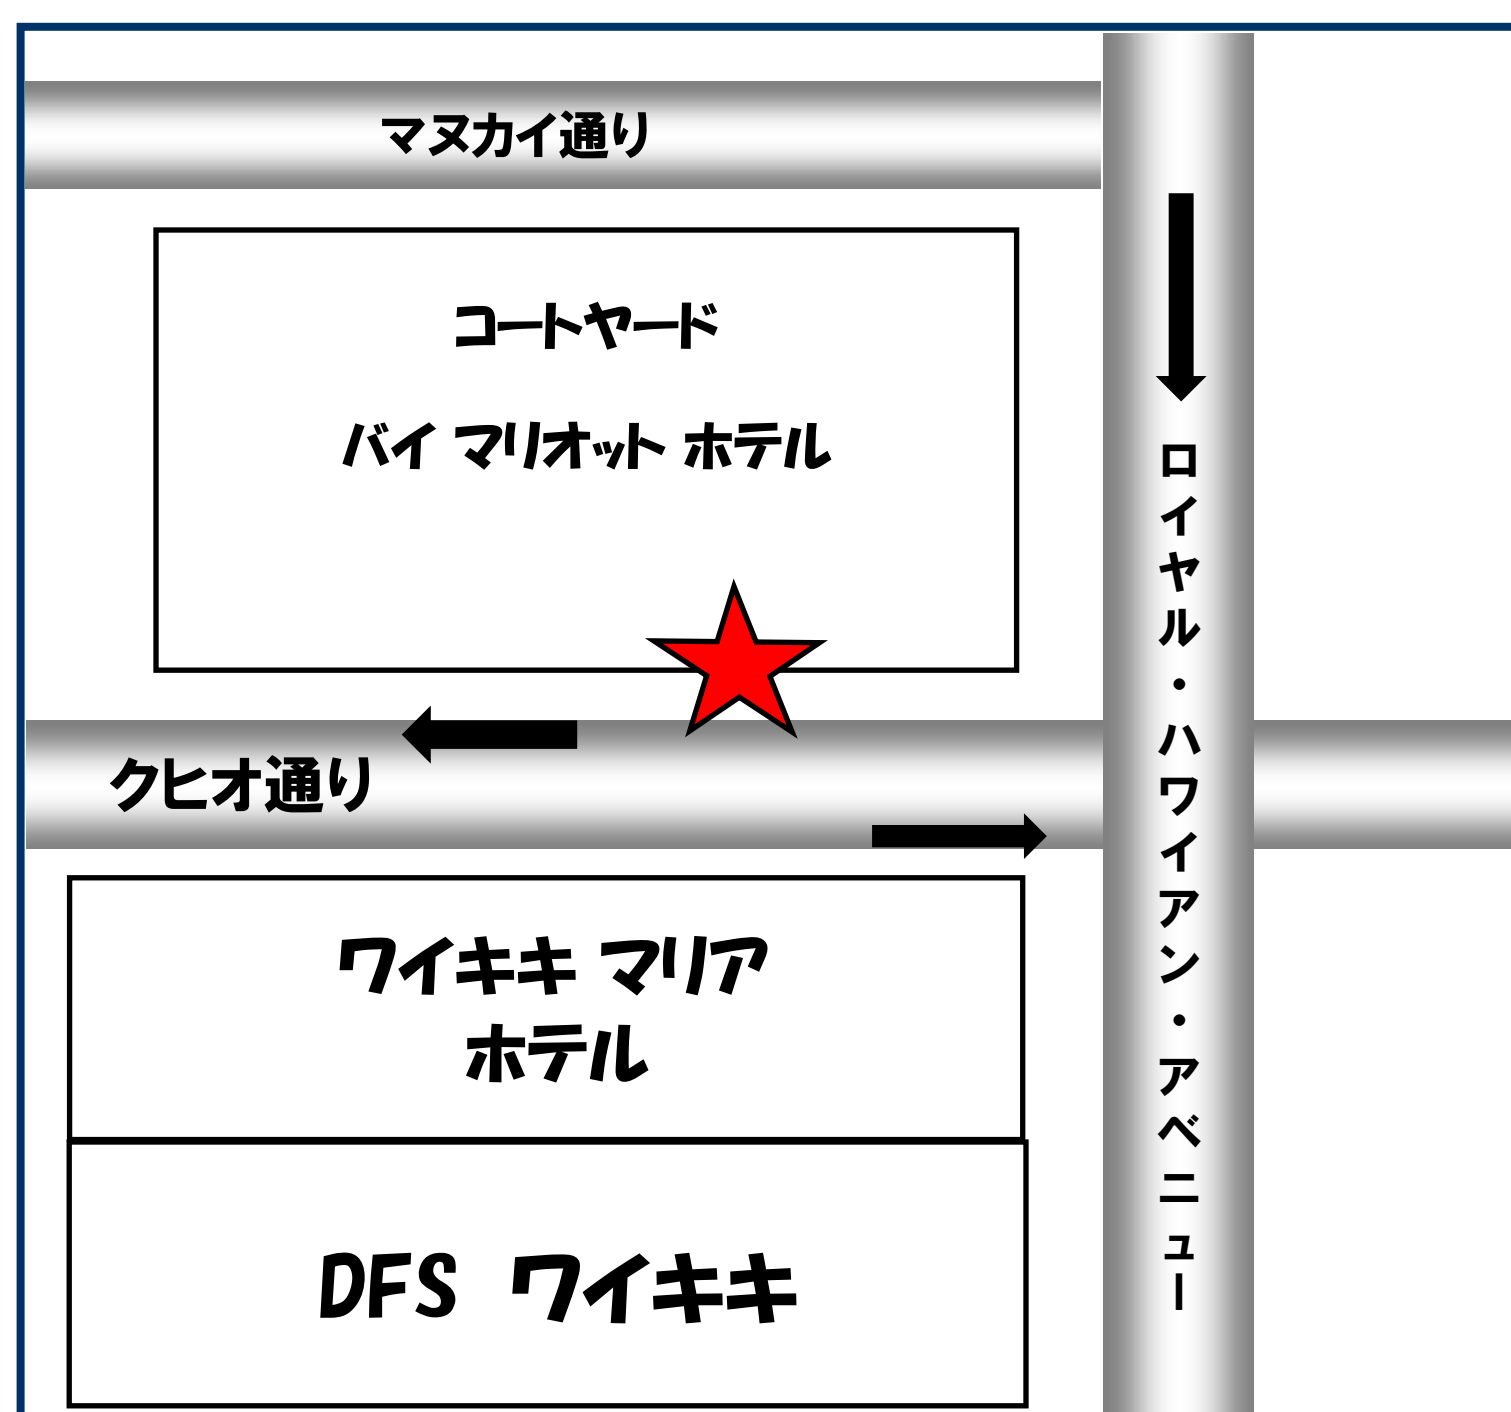 マヌカイ通り
コートヤード
バイ マリオット ホテル
ロイヤル・ハワイアン・アベニュー
クヒオ通り
ワイキキ マリア
ホテル
DFS ワイキキ